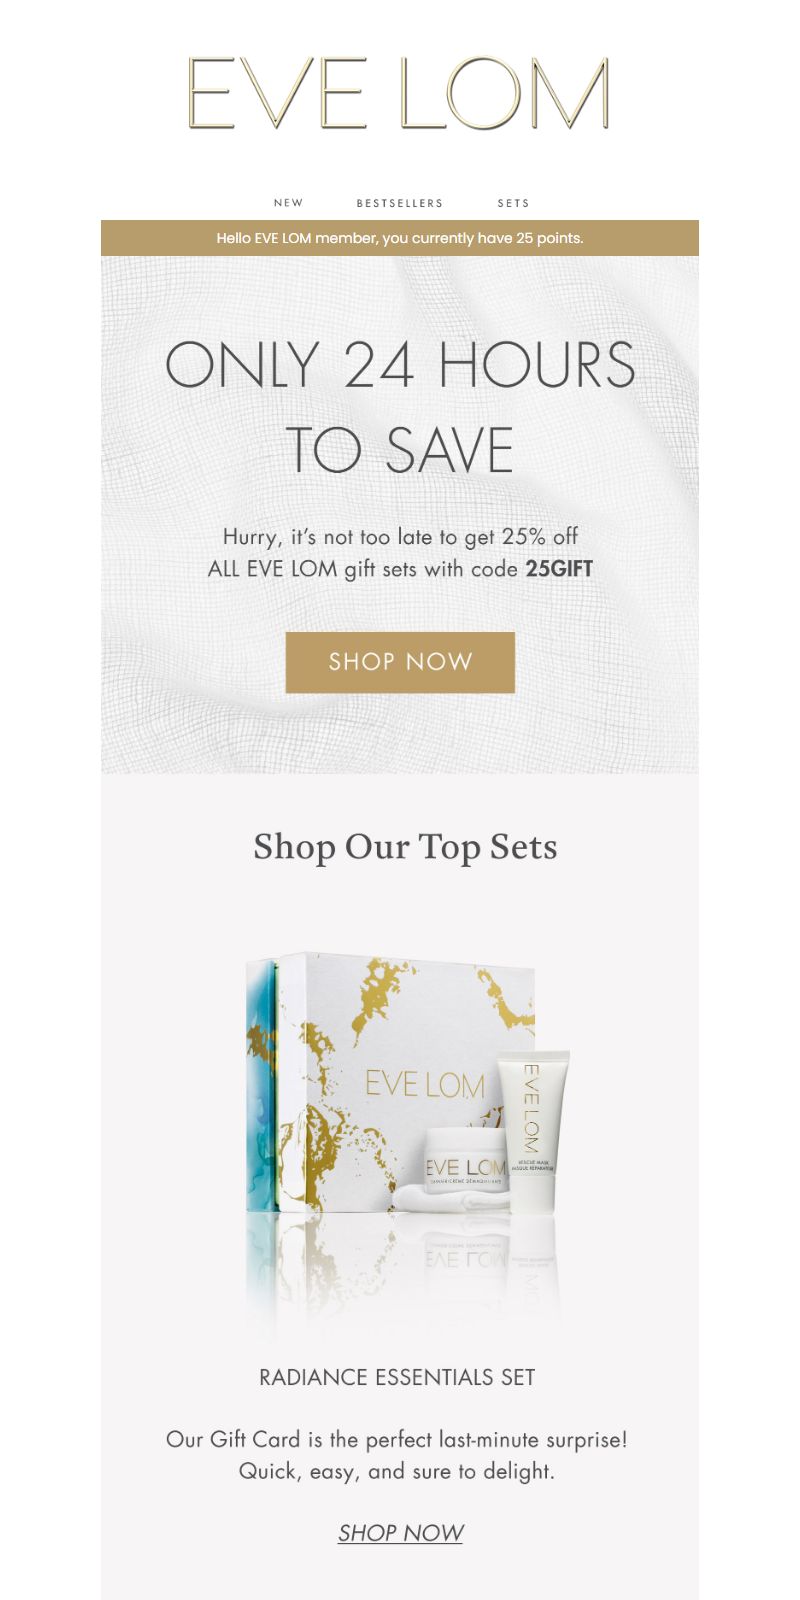 EVE LOM
NEW BESTSELLERS SETS
Hello EVE LOM member, you currently have 25 points.
ONLY 24 HOURS
TO SAVE
Hurry, it's not too late to get 25% off
ALL EVE LOM gift sets with code 25GIFT
SHOP NOW
Shop Our Top Sets
EVE LOM
EVE LOM
EVE LOM
RESCUE MASK
RADIANCE ESSENTIALS SET
Our Gift Card is the perfect last-minute surprise!
Quick, easy, and sure to delight.
SHOP NOW